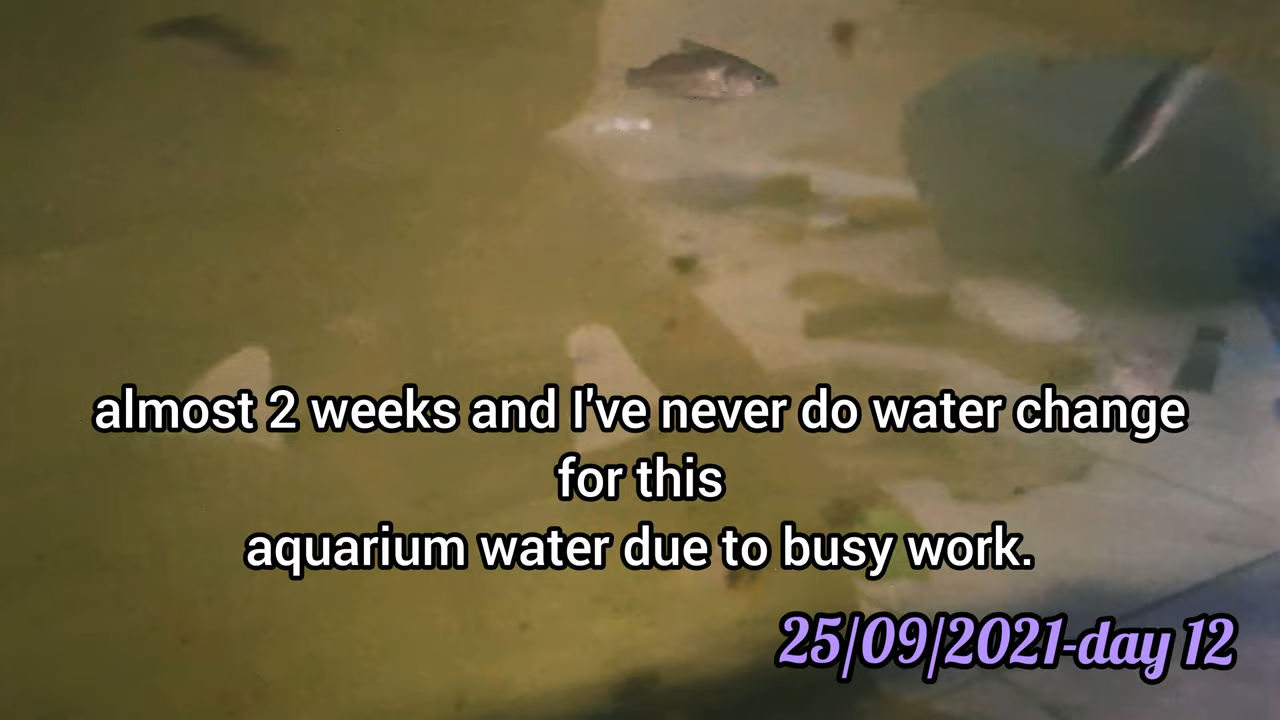 almost 2 weeks and I've never do water change
for this
aquarium water due to busy work.
25/09/2021-day 12